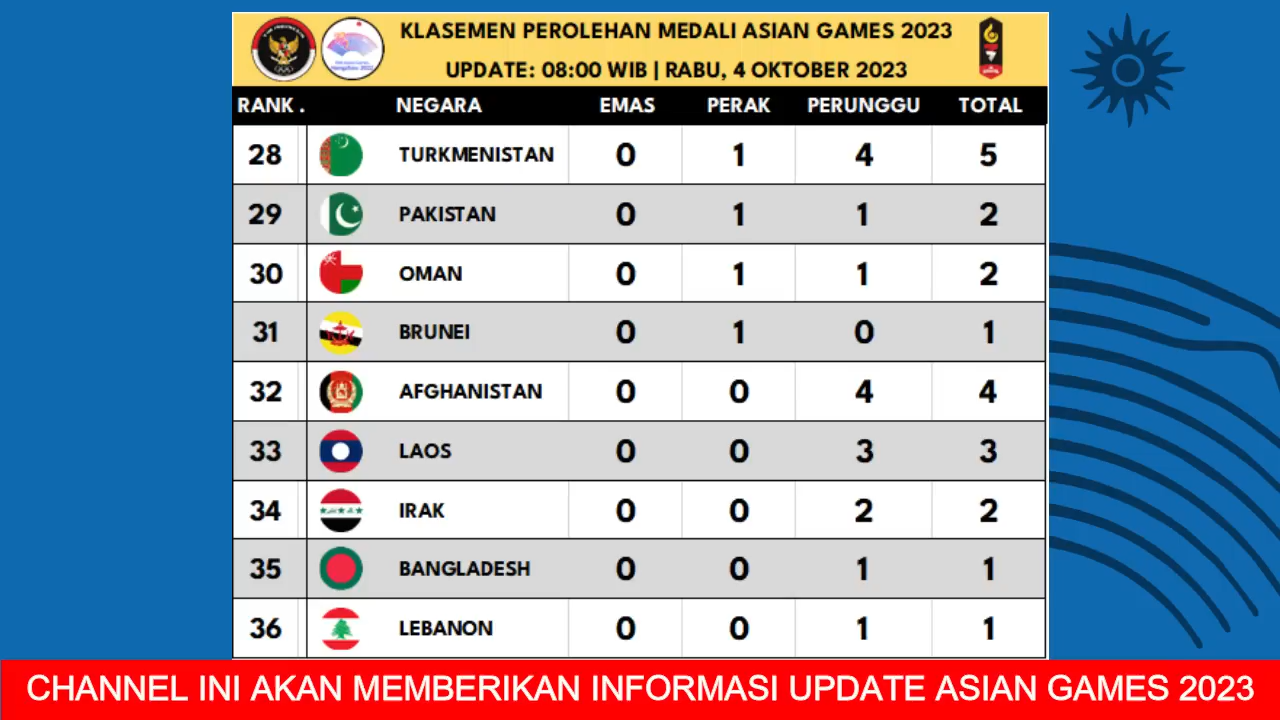 KLASEMEN PEROLEHAN MEDALI ASIAN GAMES 2023
UPDATE: 08:00 WIB | RABU, 4 OKTOBER 2023
RANK . NEGARA EMAS PERAK PERUNGGU TOTAL
28 TURKMENISTAN 0 1 4 5
29 PAKISTAN 0 1 1 2
30 OMAN 0 1 1 2
31 BRUNEI 0 1 0 1
32 AFGHANISTAN 0 0 4 4
33 LAOS 0 0 3 3
34 IRAK 0 0 2 2
35 BANGLADESH 0 0 1 1
36 LEBANON 0 0 1 1
CHANNEL INI AKAN MEMBERIKAN INFORMASI UPDATE ASIAN GAMES 2023